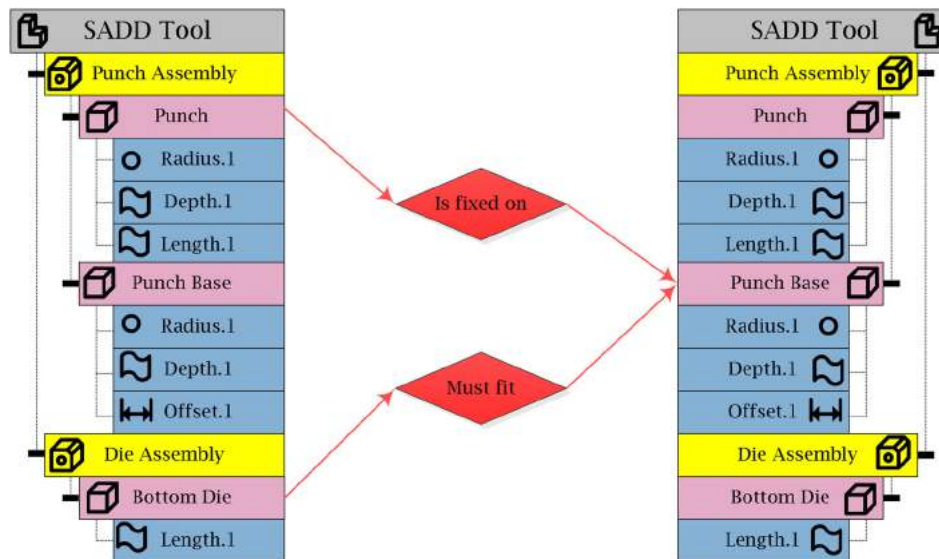 SADD Tool
Punch Assembly
Punch
Radius.1
Depth.1
Length.1
Punch Base
Radius.1
Depth.1
Offset.1
Die Assembly
Bottom Die
Length.1
Is fixed on
Must fit
SADD Tool
Punch Assembly
Punch
Radius.1
Depth.1
Length.1
Punch Base
Radius.1
Depth.1
Offset.1
Die Assembly
Bottom Die
Length.1